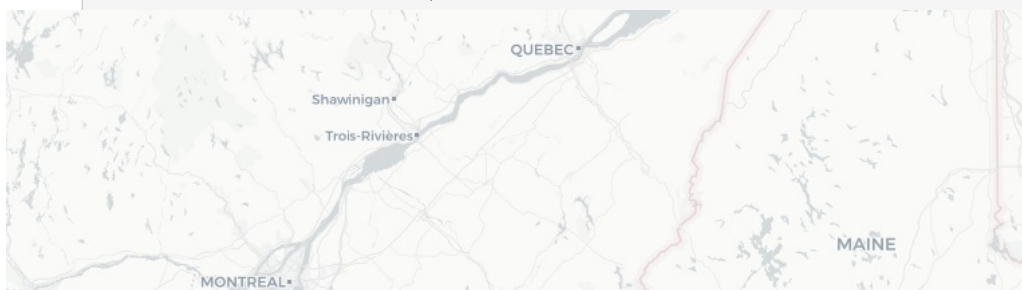 QUEBEC
Shawinigan
Trois-Rivières
MAINE
MONTREAL